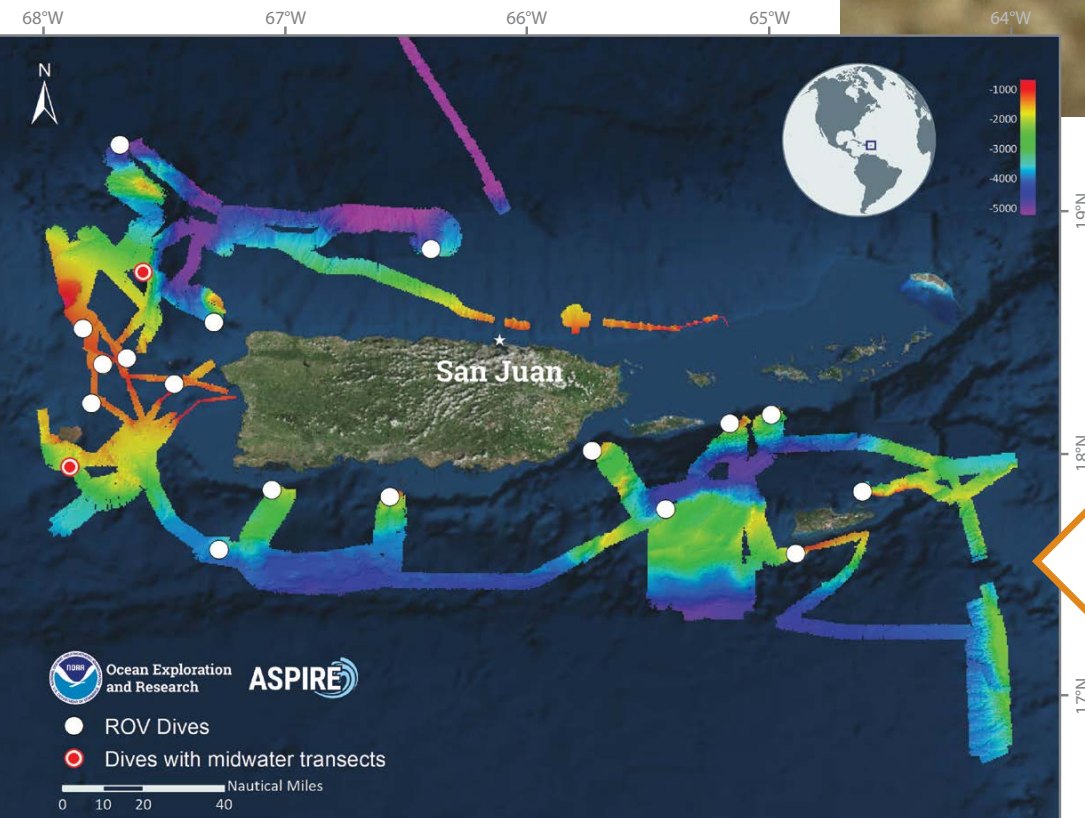 68°W 67°W 66°W 65°W 64°W
N
-1000
-2000
-3000
-4000
-5000
19°N
San Juan
18°N
17°N
NOAA
Ocean Exploration
and Research
ASPIRE
ROV Dives
Dives with midwater transects
Nautical Miles
0 10 20 40